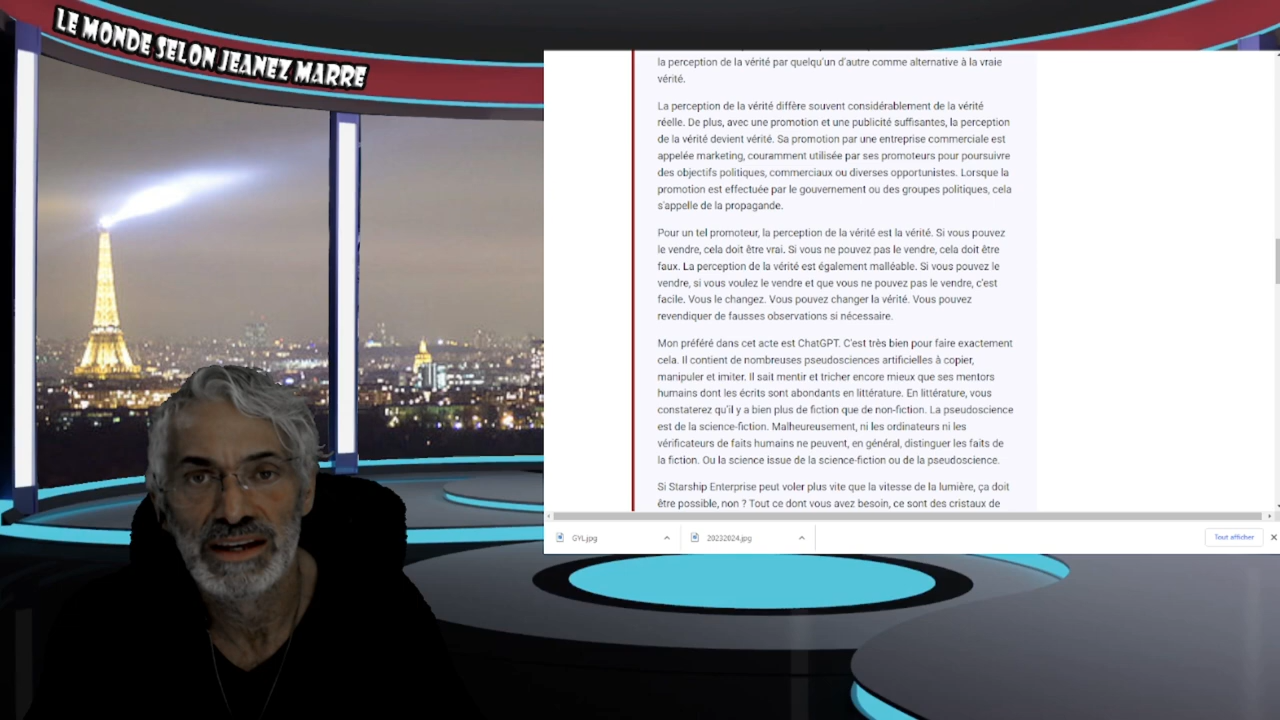 LE MONDE SELON JEANEZ MARRE
la perception de la vérité par quelqu'un d'autre comme alternative à la vraie
vérité.
La perception de la vérité diffère souvent considérablement de la vérité
réelle. De plus, avec une promotion et une publicité suffisantes, la perception
de la vérité devient vérité. Sa promotion par une entreprise commerciale est
appelée marketing, couramment utilisée par ses promoteurs pour poursuivre
des objectifs politiques, commerciaux ou diverses opportunistes. Lorsque la
promotion est effectuée par le gouvernement ou des groupes politiques, cela
s'appelle de la propagande.
Pour un tel promoteur, la perception de la vérité est la vérité. Si vous pouvez
le vendre, cela doit être vrai. Si vous ne pouvez pas le vendre, cela doit être
faux. La perception de la vérité est également malléable. Si vous pouvez le
vendre, si vous voulez le vendre et que vous ne pouvez pas le vendre, c'est
facile. Vous le changez. Vous pouvez changer la vérité. Vous pouvez
revendiquer de fausses observations si nécessaire.
Mon préféré dans cet acte est ChatGPT. C'est très bien pour faire exactement
cela. Il contient de nombreuses pseudosciences artificielles à copier,
manipuler et imiter. Il sait mentir et tricher encore mieux que ses mentors
humains dont les écrits sont abondants en littérature. En littérature, vous
constaterez qu'il y a bien plus de fiction que de non-fiction. La pseudoscience
est de la science-fiction. Malheureusement, ni les ordinateurs ni les
vérificateurs de faits humains ne peuvent, en général, distinguer les faits de
la fiction. Ou la science issue de la science-fiction ou de la pseudoscience.
Si Starship Enterprise peut voler plus vite que la vitesse de la lumière, ça doit
être possible, non ? Tout ce dont vous avez besoin, ce sont des cristaux de
GYL.jpg
20232024.jpg
Tout afficher